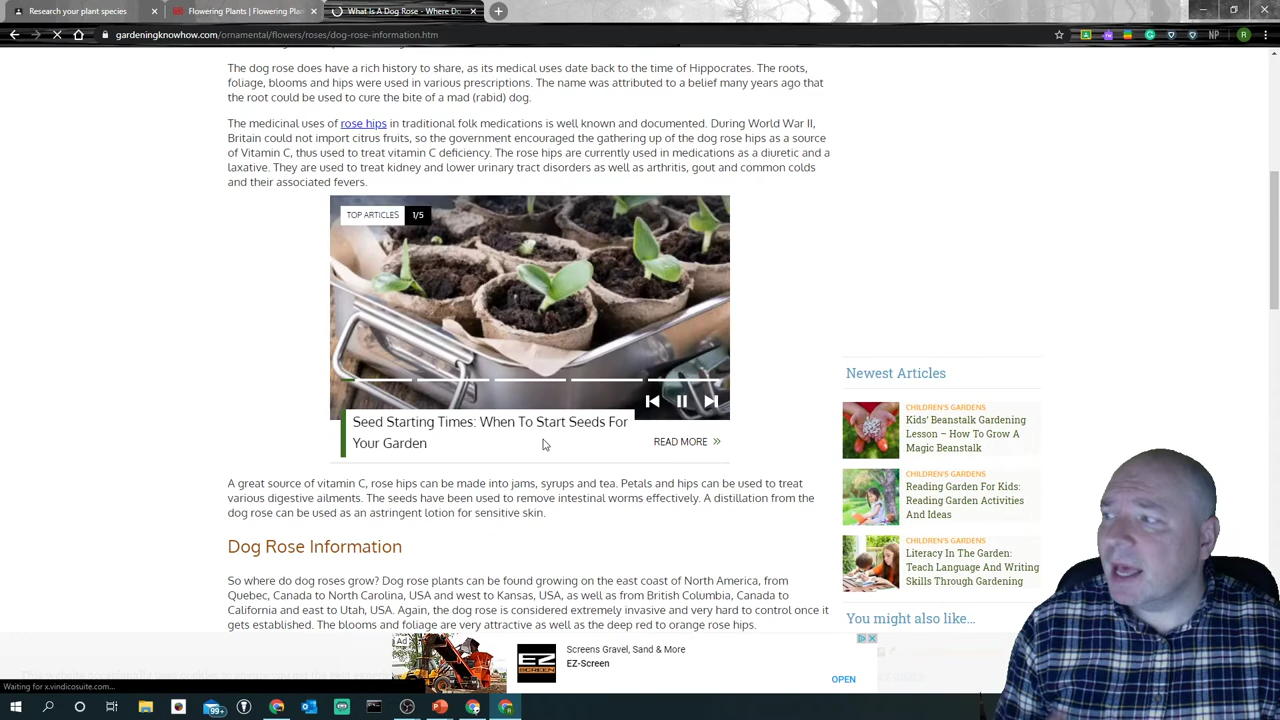 Research your plant species
Flowering Plants |
What Is A Dog Rose - Where Do
gardeningknowhow.com/ornamental/flowers/roses/dog-rose-information.htm
NP
R
The dog rose does have a rich history to share, as its medical uses date back to the time of Hippocrates. The roots,
foliage, blooms and hips were used in various prescriptions. The name was attributed to a belief many years ago that
the root could be used to cure the bite of a mad (rabid) dog.
The medicinal uses of rose hips in traditional folk medications is well known and documented. During World War II,
Britain could not import citrus fruits, so the government encouraged the gathering up of the dog rose hips as a source
of Vitamin C, thus used to treat vitamin C deficiency. The rose hips are currently used in medications as a diuretic and a
laxative. They are used to treat kidney and lower urinary tract disorders as well as arthritis, gout and common colds
and their associated fevers.
TOP ARTICLES 1/5
Seed Starting Times: When To Start Seeds For
Your Garden
READ MORE
A great source of vitamin C, rose hips can be made into jams, syrups and tea. Petals and hips can be used to treat
various digestive ailments. The seeds have been used to remove intestinal worms effectively. A distillation from the
dog rose can be used as an astringent lotion for sensitive skin.
Dog Rose Information
So where do dog roses grow? Dog rose plants can be found growing on the east coast of North America, from
Quebec, Canada to North Carolina, USA and west to Kansas, USA, as well as from British Columbia, Canada to
California and east to Utah, USA. Again, the dog rose is considered extremely invasive and very hard to control once it
gets established. The blooms and foliage are very attractive as well as the deep red to orange rose hips.
Newest Articles
CHILDREN'S GARDENS
Kids' Beanstalk Gardening
Lesson – How To Grow A
Magic Beanstalk
CHILDREN'S GARDENS
Reading Garden For Kids:
Reading Garden Activities
And Ideas
CHILDREN'S GARDENS
Literacy In The Garden:
Teach Language And Writing
Skills Through Gardening
You might also like...
Ad
EZ
SCREEN
Screens Gravel, Sand & More
EZ-Screen
OPEN
Waiting for x.vindicosuite.com...
99+